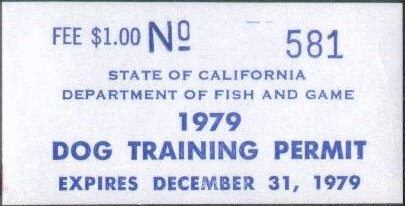 FEE $1.00 Nº 581
STATE OF CALIFORNIA
DEPARTMENT OF FISH AND GAME
1979
DOG TRAINING PERMIT
EXPIRES DECEMBER 31, 1979